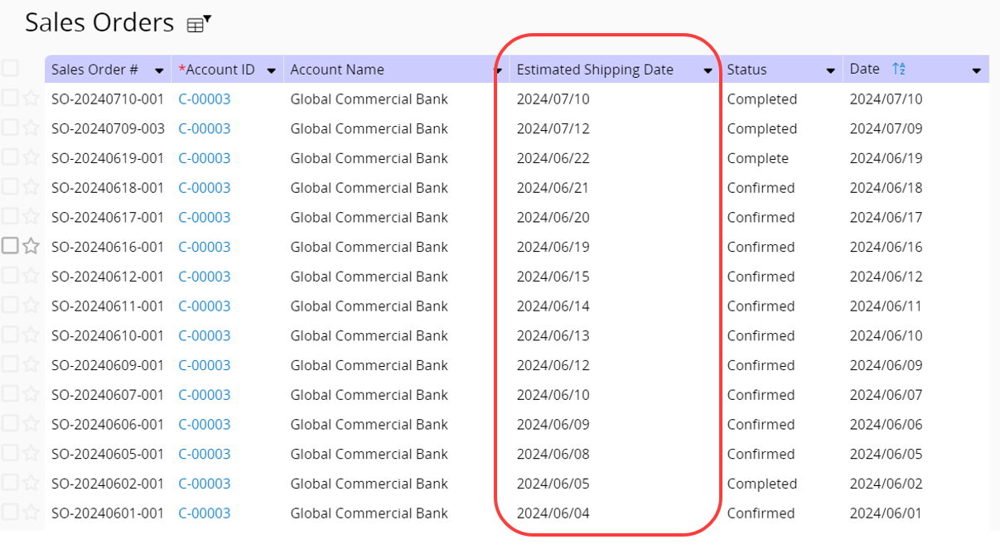 Sales Orders
Sales Order # *Account ID Account Name Estimated Shipping Date Status Date
SO-20240710-001 C-00003 Global Commercial Bank 2024/07/10 Completed 2024/07/10
SO-20240709-003 C-00003 Global Commercial Bank 2024/07/12 Completed 2024/07/09
SO-20240619-001 C-00003 Global Commercial Bank 2024/06/22 Complete 2024/06/19
SO-20240618-001 C-00003 Global Commercial Bank 2024/06/21 Confirmed 2024/06/18
SO-20240617-001 C-00003 Global Commercial Bank 2024/06/20 Confirmed 2024/06/17
SO-20240616-001 C-00003 Global Commercial Bank 2024/06/19 Confirmed 2024/06/16
SO-20240612-001 C-00003 Global Commercial Bank 2024/06/15 Confirmed 2024/06/12
SO-20240611-001 C-00003 Global Commercial Bank 2024/06/14 Confirmed 2024/06/11
SO-20240610-001 C-00003 Global Commercial Bank 2024/06/13 Confirmed 2024/06/10
SO-20240609-001 C-00003 Global Commercial Bank 2024/06/12 Confirmed 2024/06/09
SO-20240607-001 C-00003 Global Commercial Bank 2024/06/10 Confirmed 2024/06/07
SO-20240606-001 C-00003 Global Commercial Bank 2024/06/09 Confirmed 2024/06/06
SO-20240605-001 C-00003 Global Commercial Bank 2024/06/08 Confirmed 2024/06/05
SO-20240602-001 C-00003 Global Commercial Bank 2024/06/05 Completed 2024/06/02
SO-20240601-001 C-00003 Global Commercial Bank 2024/06/04 Confirmed 2024/06/01